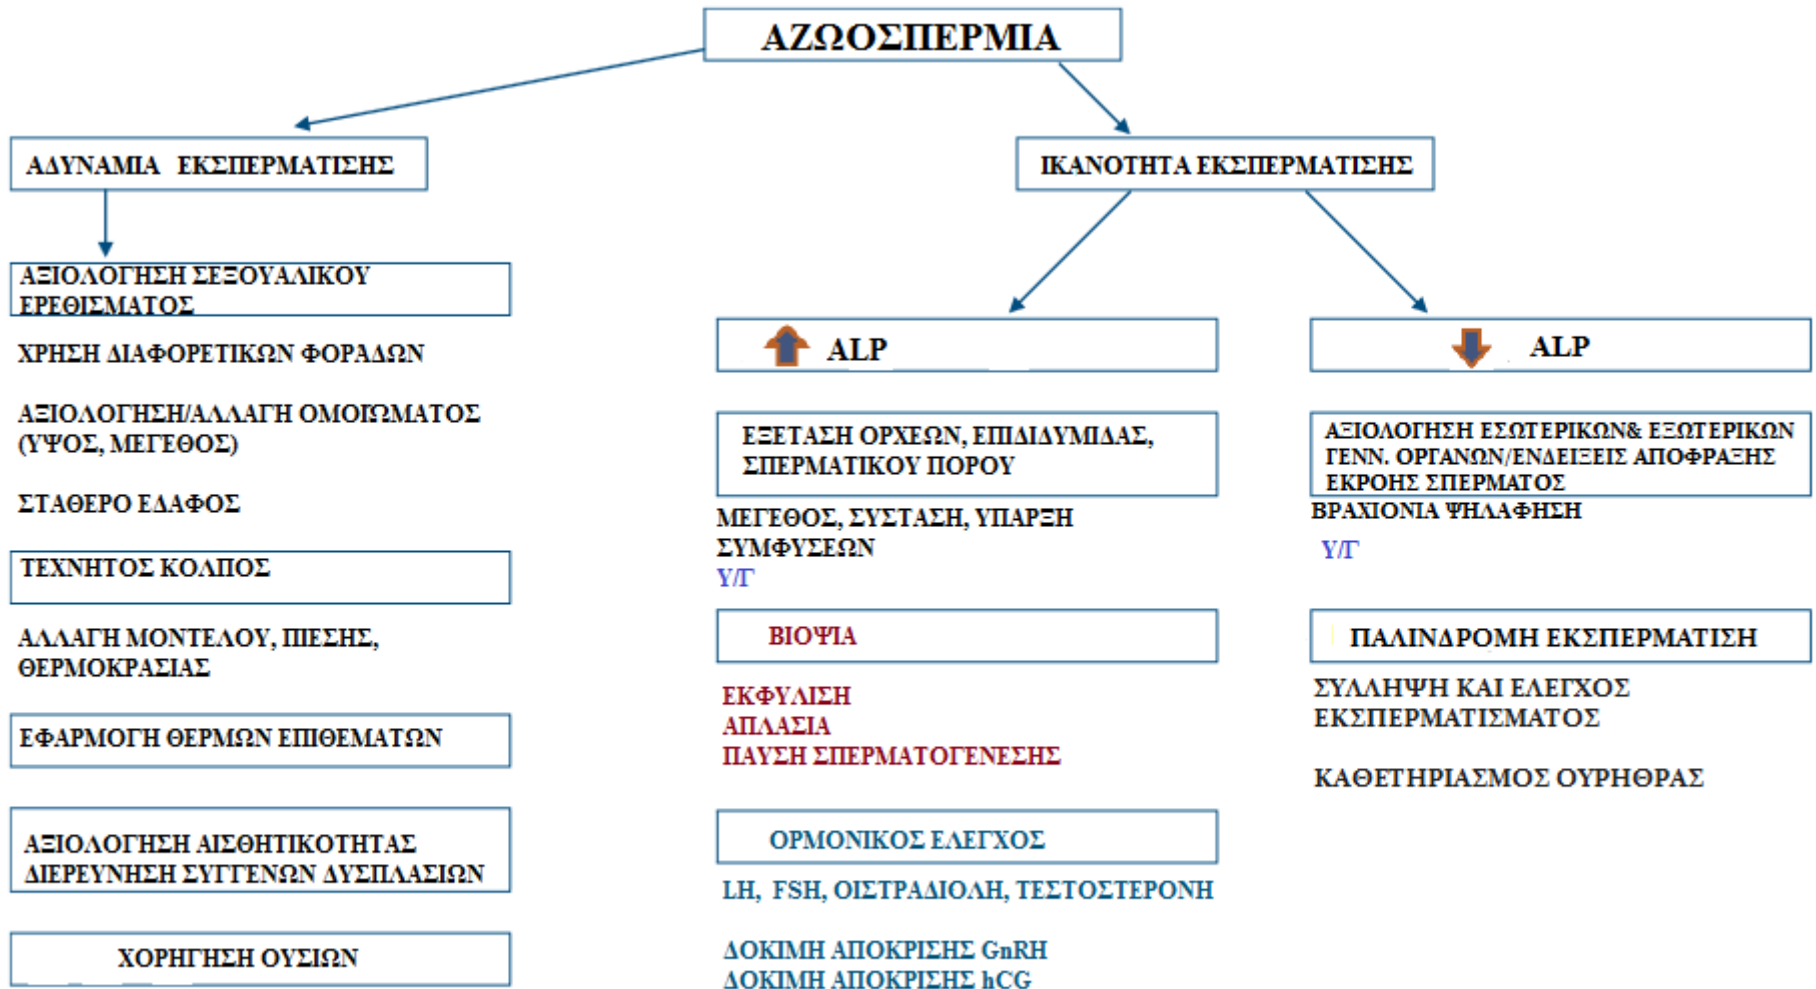 ΑΖΩΟΣΠΕΡΜΙΑ
ΑΔΥΝΑΜΙΑ ΕΚΣΠΕΡΜΑΤΙΣΗΣ
ΑΞΙΟΛΟΓΗΣΗ ΣΕΞΟΥΑΛΙΚΟΥ
ΕΡΕΘΙΣΜΑΤΟΣ
ΧΡΗΣΗ ΔΙΑΦΟΡΕΤΙΚΩΝ ΦΟΡΑΔΩΝ
ΑΞΙΟΛΟΓΗΣΗ/ΑΛΛΑΓΗ ΟΜΟΙΏΜΑΤΟΣ
(ΥΨΟΣ, ΜΕΓΈΘΟΣ)
ΣΤΑΘΕΡΟ ΕΔΑΦΟΣ
ΤΕΧΝΗΤΟΣ ΚΟΛΠΟΣ
ΑΛΛΑΓΗ ΜΟΝΤΕΛΟΥ, ΠΙΕΣΗΣ,
ΘΕΡΜΟΚΡΑΣΙΑΣ
ΕΦΑΡΜΟΓΗ ΘΕΡΜΩΝ ΕΠΙΘΕΜΑΤΩΝ
ΑΞΙΟΛΟΓΗΣΗ ΑΙΣΘΗΤΙΚΟΤΗΤΑΣ
ΔΙΕΡΕΥΝΗΣΗ ΣΥΓΓΕΝΩΝ ΔΥΣΠΛΑΣΙΩΝ
ΧΟΡΗΓΗΣΗ ΟΥΣΙΩΝ
ΙΚΑΝΟΤΗΤΑ ΕΚΣΠΕΡΜΑΤΙΣΗΣ
ALP
ΕΞΕΤΑΣΗ ΟΡΧΕΩΝ, ΕΠΙΔΙΔΥΜΙΔΑΣ,
ΣΠΕΡΜΑΤΙΚΟΥ ΠΟΡΟΥ
ΜΕΓΈΘΟΣ, ΣΥΣΤΑΣΗ, ΥΠΑΡΞΗ
ΣΥΜΦΥΣΕΩΝ
Υ/Γ
ΒΙΟΨΙΑ
ΕΚΦΥΛΙΣΗ
ΑΠΛΑΣΙΑ
ΠΑΥΣΗ ΣΠΕΡΜΑΤΟΓΕΝΕΣΗΣ
ΟΡΜΟΝΙΚΟΣ ΕΛΕΓΧΟΣ
LH, FSH, ΟΙΣΤΡΑΔΙΟΛΗ, ΤΕΣΤΟΣΤΕΡΟΝΗ
ΔΟΚΙΜΗ ΑΠΟΚΡΙΣΗΣ GnRH
ΔΟΚΙΜΗ ΑΠΟΚΡΙΣΗΣ hCG
ALP
ΑΞΙΟΛΟΓΗΣΗ ΕΣΩΤΕΡΙΚΩΝ& ΕΞΩΤΕΡΙΚΩΝ
ΓΕΝΝ. ΟΡΓΑΝΩΝ/ΕΝΔΕΙΞΕΙΣ ΑΠΟΦΡΑΞΗΣ
ΕΚΡΟΗΣ ΣΠΕΡΜΑΤΟΣ
ΒΡΑΧΙΟΝΙΑ ΨΗΛΑΦΗΣΗ
Υ/Γ
ΠΑΛΙΝΔΡΟΜΗ ΕΚΣΠΕΡΜΑΤΙΣΗ
ΣΥΛΛΗΨΗ ΚΑΙ ΕΛΕΓΧΟΣ
ΕΚΣΠΕΡΜΑΤΙΣΜΑΤΟΣ
ΚΑΘΕΤΗΡΙΑΣΜΟΣ ΟΥΡΗΘΡΑΣ